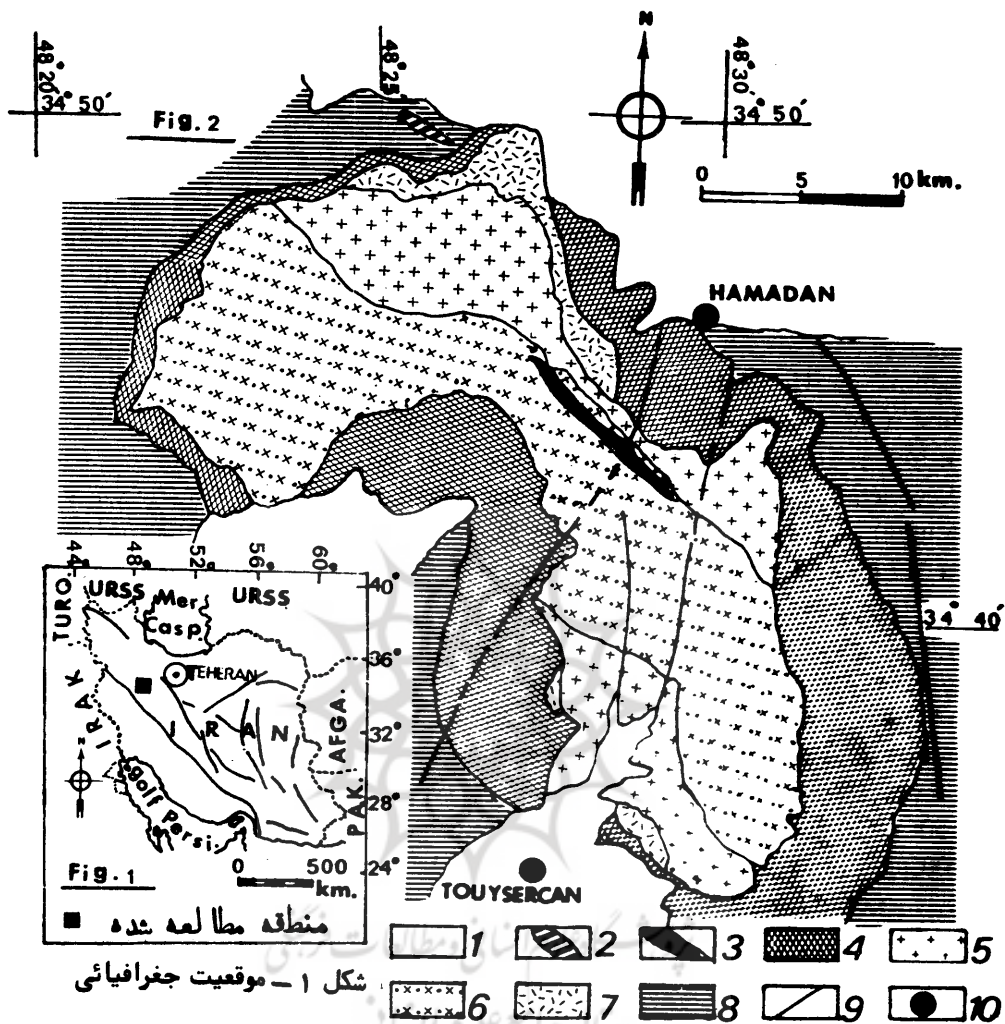 N
48° 20'
48° 25'
48° 30'
34° 50'
34° 50'
Fig. 2
0 5 10 km.
HAMADAN
34° 40'
44° 48° 52° 56° 60°
40°
36°
32°
28°
24°
TURQ.
URSS
Mer
Casp.
URSS
TEHERAN
IRAK
IRAN
AFGA.
PAK.
golf Persi.
N
0 500
km.
Fig. 1
منطقه مطالعه شده
شکل ۱ – موقعیت جغرافیائی
TOUYSERCAN
1 2 3 4 5
6 7 8 9 10